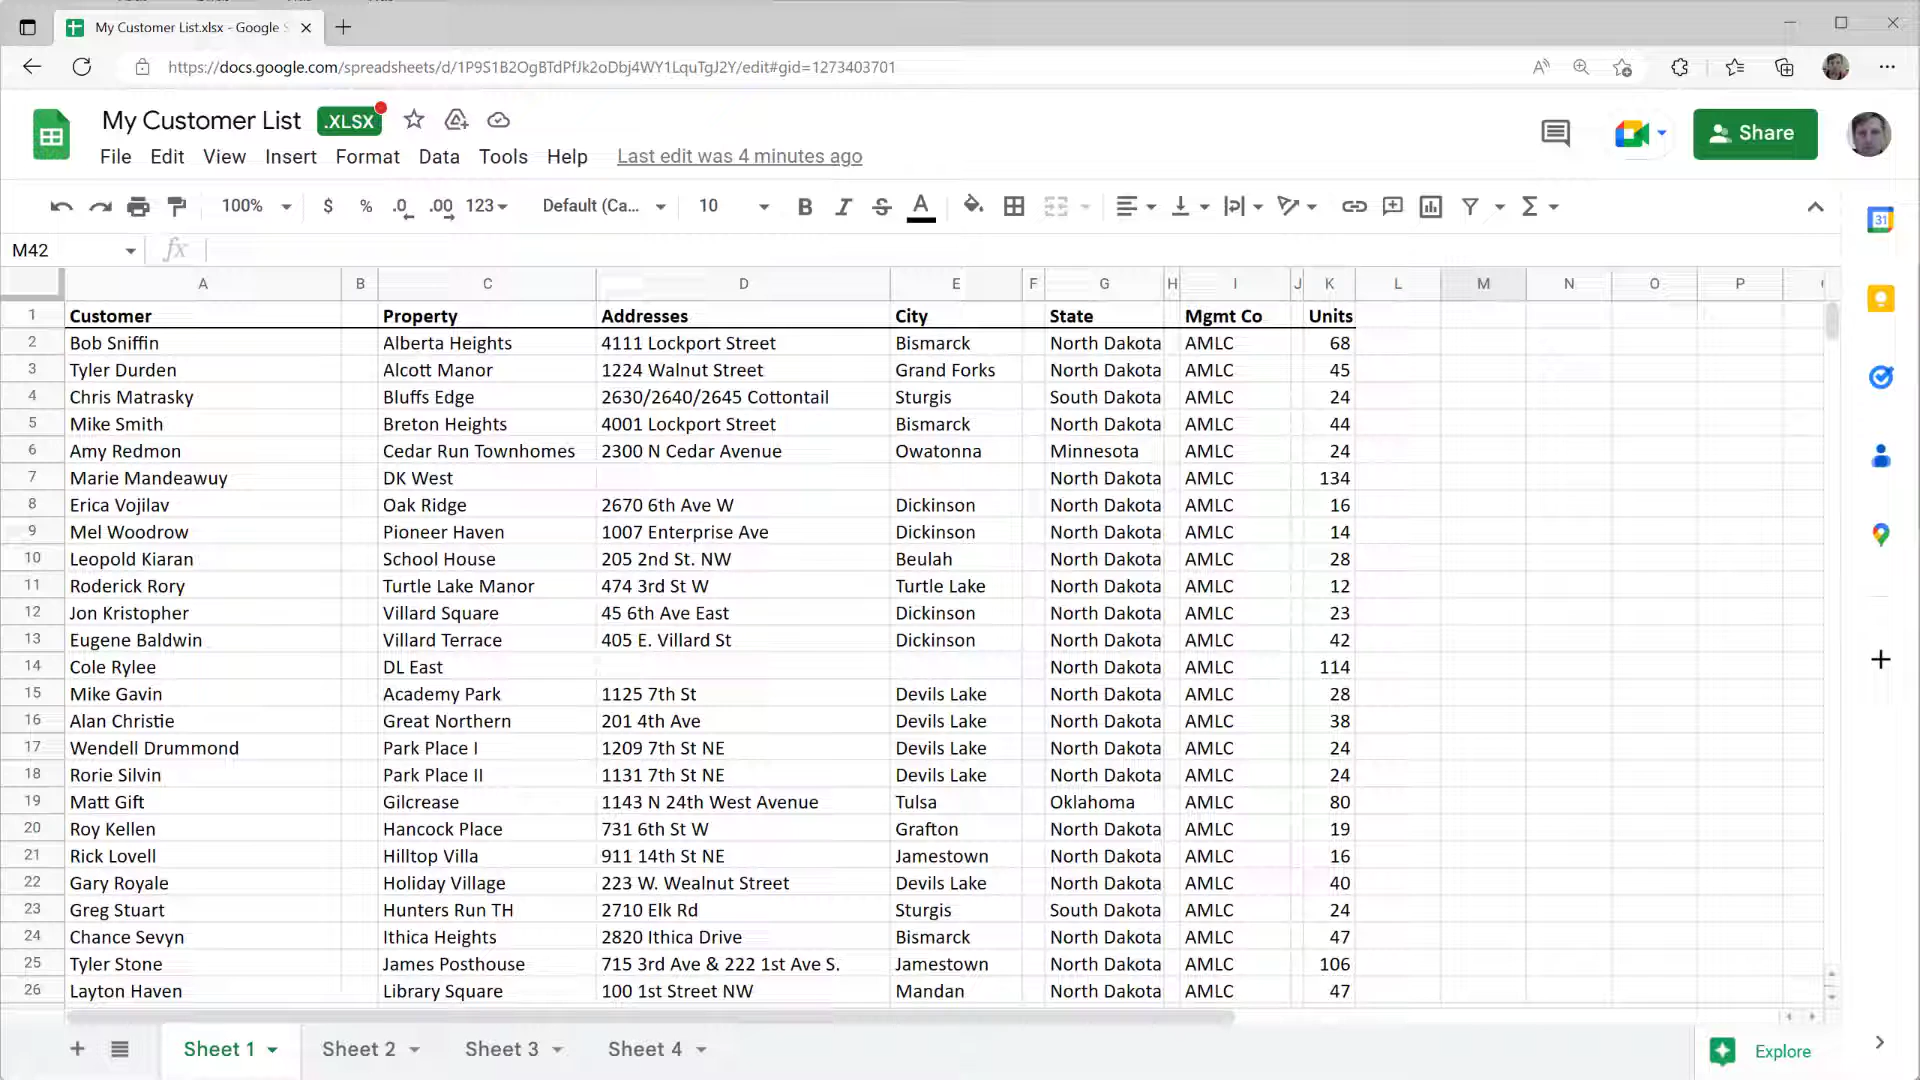 My Customer List.xlsx - Google S
https://docs.google.com/spreadsheets/d/1P9S1B2OgBTdPfJk2oDbj4WY1LquTgJ2Y/edit#gid=1273403701
My Customer List .XLSX
Share
File Edit View Insert Format Data Tools Help Last edit was 4 minutes ago
100% $ % .0 .00 123 Default (Ca... 10 B I S A
31
M42 fx
A B C D E F G H I J K L M N O P
1 Customer Property Addresses City State Mgmt Co Units
2 Bob Sniffin Alberta Heights 4111 Lockport Street Bismarck North Dakota AMLC 68
3 Tyler Durden Alcott Manor 1224 Walnut Street Grand Forks North Dakota AMLC 45
4 Chris Matrasky Bluffs Edge 2630/2640/2645 Cottontail Sturgis South Dakota AMLC 24
5 Mike Smith Breton Heights 4001 Lockport Street Bismarck North Dakota AMLC 44
6 Amy Redmon Cedar Run Townhomes 2300 N Cedar Avenue Owatonna Minnesota AMLC 24
7 Marie Mandeawuy DK West North Dakota AMLC 134
8 Erica Vojilav Oak Ridge 2670 6th Ave W Dickinson North Dakota AMLC 16
9 Mel Woodrow Pioneer Haven 1007 Enterprise Ave Dickinson North Dakota AMLC 14
10 Leopold Kiaran School House 205 2nd St. NW Beulah North Dakota AMLC 28
11 Roderick Rory Turtle Lake Manor 474 3rd St W Turtle Lake North Dakota AMLC 12
12 Jon Kristopher Villard Square 45 6th Ave East Dickinson North Dakota AMLC 23
13 Eugene Baldwin Villard Terrace 405 E. Villard St Dickinson North Dakota AMLC 42
14 Cole Rylee DL East North Dakota AMLC 114
15 Mike Gavin Academy Park 1125 7th St Devils Lake North Dakota AMLC 28
16 Alan Christie Great Northern 201 4th Ave Devils Lake North Dakota AMLC 38
17 Wendell Drummond Park Place I 1209 7th St NE Devils Lake North Dakota AMLC 24
18 Rorie Silvin Park Place II 1131 7th St NE Devils Lake North Dakota AMLC 24
19 Matt Gift Gilcrease 1143 N 24th West Avenue Tulsa Oklahoma AMLC 80
20 Roy Kellen Hancock Place 731 6th St W Grafton North Dakota AMLC 19
21 Rick Lovell Hilltop Villa 911 14th St NE Jamestown North Dakota AMLC 16
22 Gary Royale Holiday Village 223 W. Wealnut Street Devils Lake North Dakota AMLC 40
23 Greg Stuart Hunters Run TH 2710 Elk Rd Sturgis South Dakota AMLC 24
24 Chance Sevyn Ithica Heights 2820 Ithica Drive Bismarck North Dakota AMLC 47
25 Tyler Stone James Posthouse 715 3rd Ave & 222 1st Ave S. Jamestown North Dakota AMLC 106
26 Layton Haven Library Square 100 1st Street NW Mandan North Dakota AMLC 47
Sheet 1 Sheet 2 Sheet 3 Sheet 4 Explore